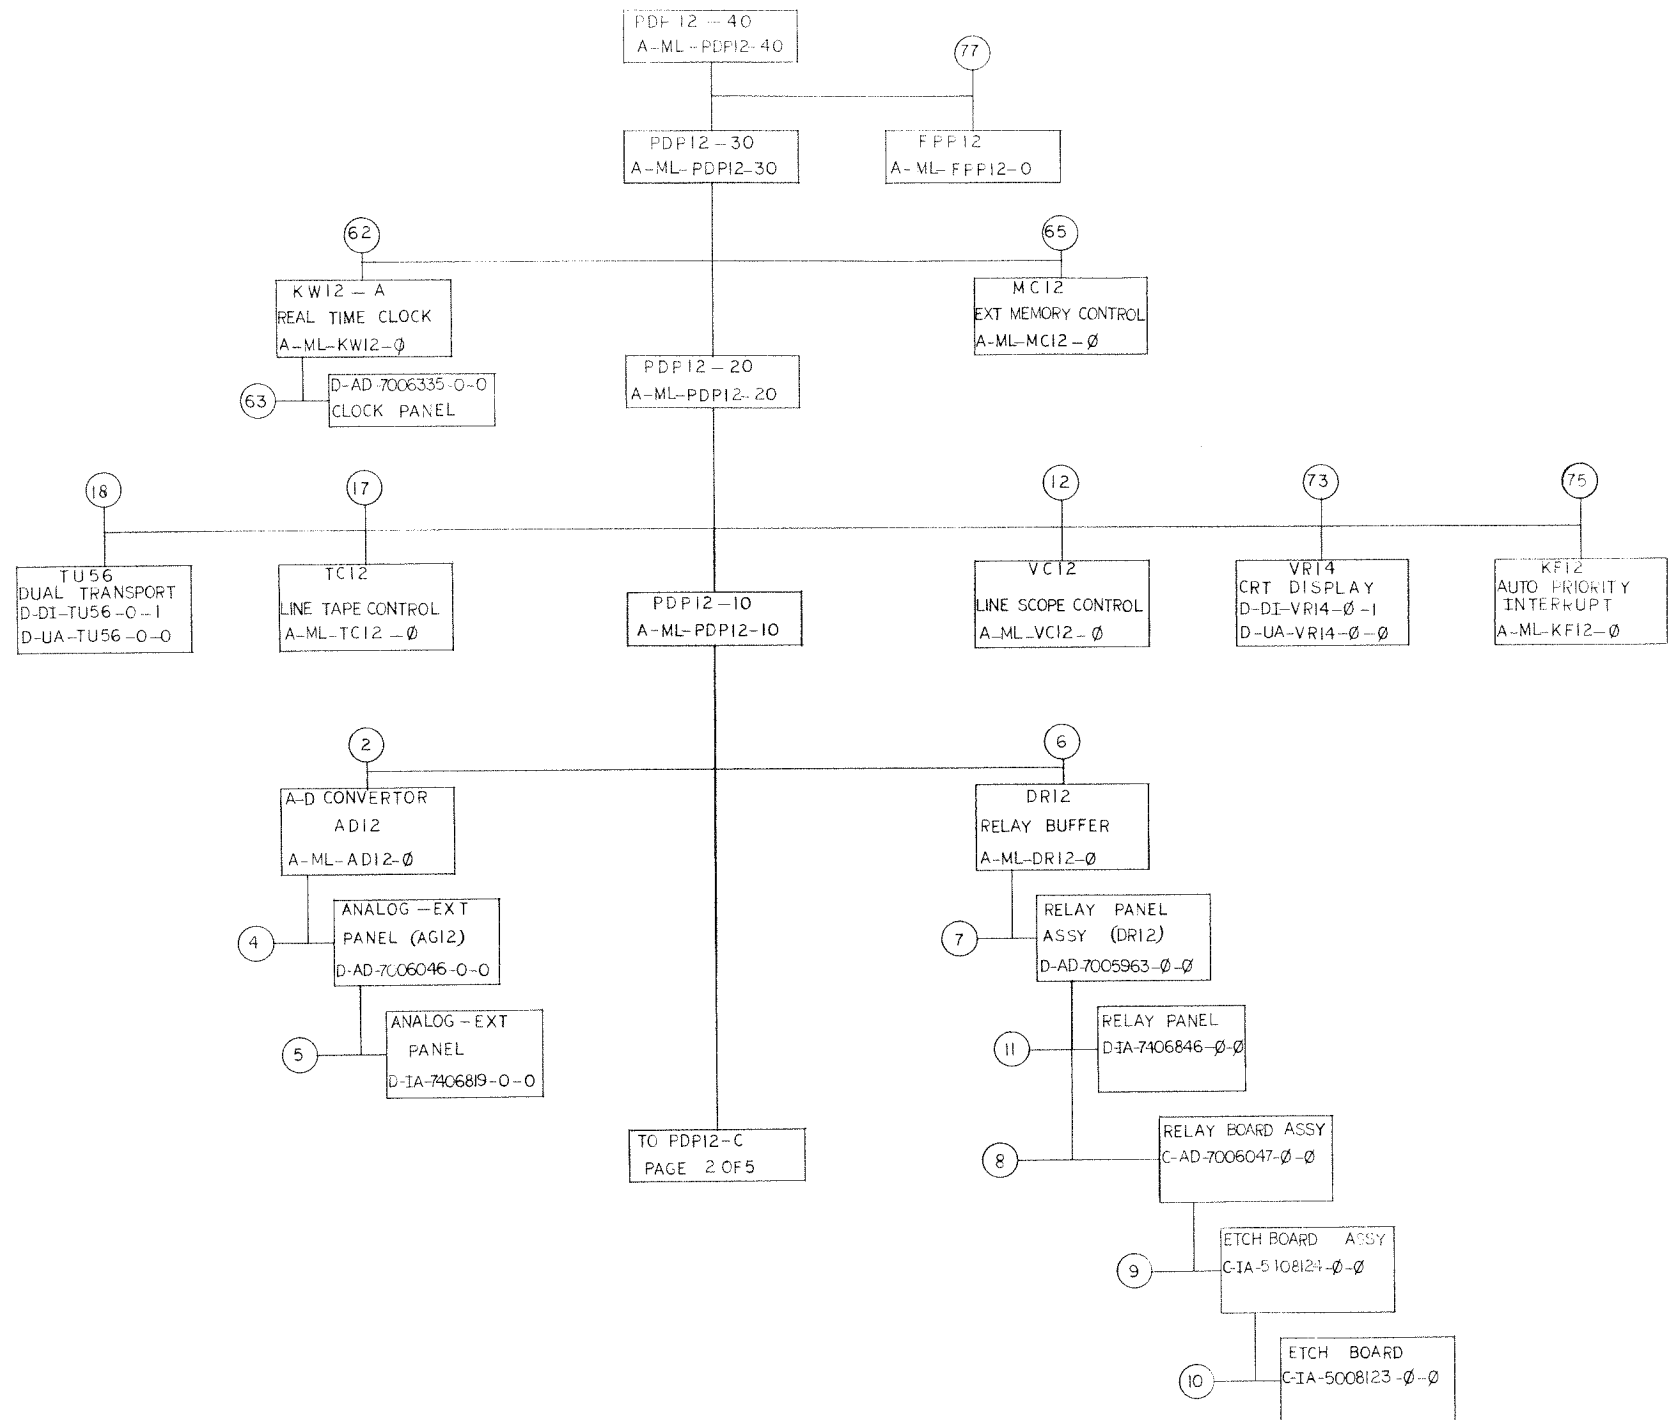 PDP12-40
A-ML-PDP12-40
77
PDP12-30
A-ML-PDP12-30
FPP12
A-ML-FPP12-0
62
65
KW12-A
REAL TIME CLOCK
A-ML-KW12-Ø
MC12
EXT MEMORY CONTROL
A-ML-MC12-Ø
63
D-AD-7006335-0-0
CLOCK PANEL
PDP12-20
A-ML-PDP12-20
18
17
12
73
75
TU56
DUAL TRANSPORT
D-DI-TU56-0-1
D-UA-TU56-0-0
TC12
LINE TAPE CONTROL
A-ML-TC12-Ø
PDP12-10
A-ML-PDP12-10
VC12
LINE SCOPE CONTROL
A-ML-VC12-Ø
VR14
CRT DISPLAY
D-DI-VR14-Ø-1
D-UA-VR14-Ø-Ø
KF12
AUTO PRIORITY
INTERRUPT
A-ML-KF12-Ø
2
6
A-D CONVERTOR
AD12
A-ML-AD12-Ø
DR12
RELAY BUFFER
A-ML-DR12-Ø
4
ANALOG-EXT
PANEL (AG12)
D-AD-7006046-0-0
7
RELAY PANEL
ASSY (DR12)
D-AD-7005963-Ø-Ø
5
ANALOG-EXT
PANEL
D-IA-7406819-0-0
11
RELAY PANEL
D-IA-7406846-Ø-Ø
TO PDP12-C
PAGE 2 OF 5
8
RELAY BOARD ASSY
C-AD-7006047-Ø-Ø
9
ETCH BOARD ASSY
C-IA-5408124-Ø-Ø
10
ETCH BOARD
C-IA-5008123-Ø-Ø